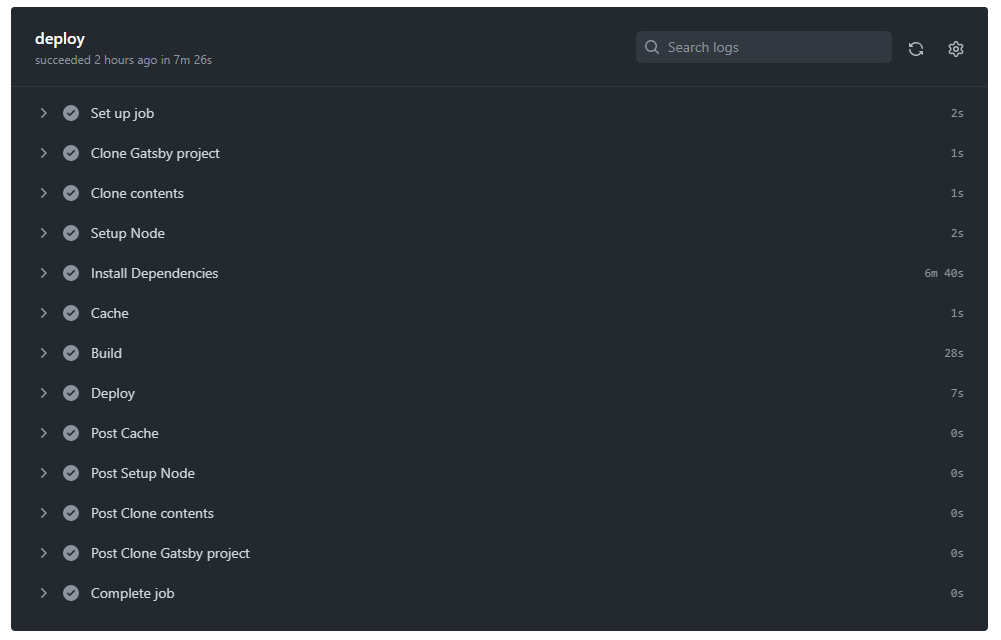 deploy
succeeded 2 hours ago in 7m 26s
Search logs
Set up job 2s
Clone Gatsby project 1s
Clone contents 1s
Setup Node 2s
Install Dependencies 6m 40s
Cache 1s
Build 28s
Deploy 7s
Post Cache 0s
Post Setup Node 0s
Post Clone contents 0s
Post Clone Gatsby project 0s
Complete job 0s